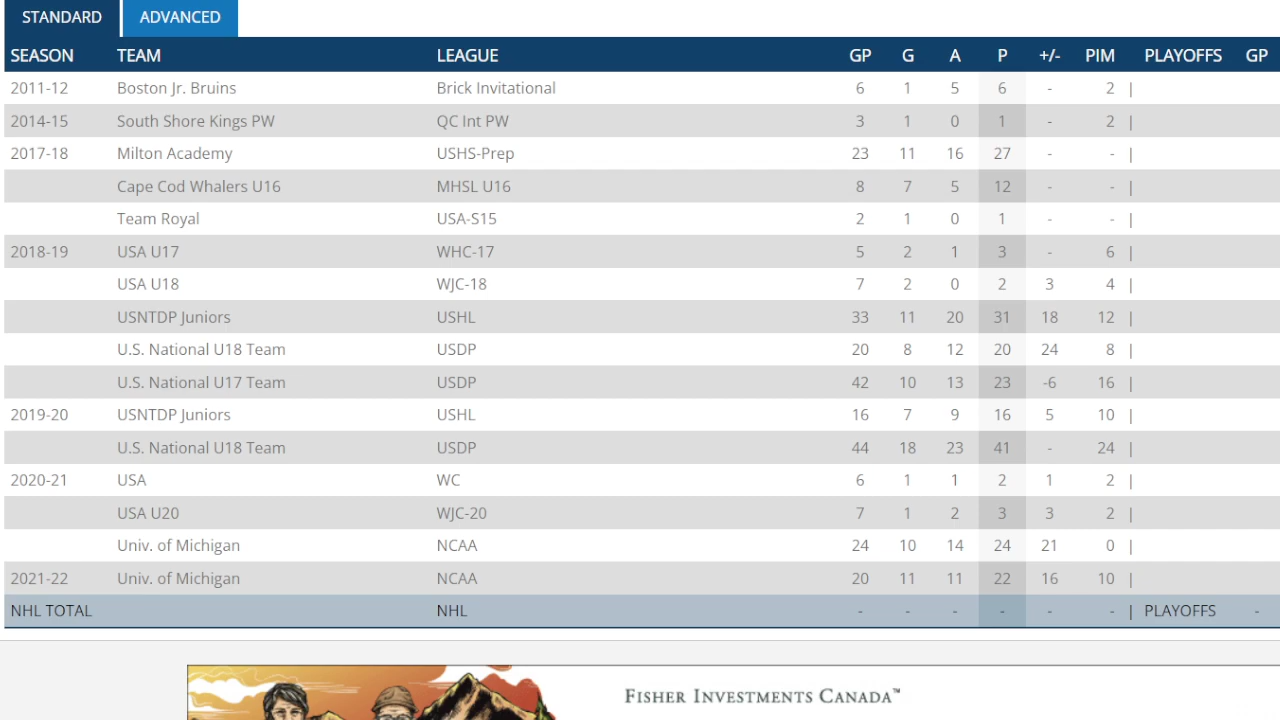 STANDARD ADVANCED
SEASON TEAM LEAGUE GP G A P +/- PIM PLAYOFFS GP
2011-12 Boston Jr. Bruins Brick Invitational 6 1 5 6 - 2 |
2014-15 South Shore Kings PW QC Int PW 3 1 0 1 - 2 |
2017-18 Milton Academy USHS-Prep 23 11 16 27 - - |
Cape Cod Whalers U16 MHSL U16 8 7 5 12 - - |
Team Royal USA-S15 2 1 0 1 - - |
2018-19 USA U17 WHC-17 5 2 1 3 - 6 |
USA U18 WJC-18 7 2 0 2 3 4 |
USNTDP Juniors USHL 33 11 20 31 18 12 |
U.S. National U18 Team USDP 20 8 12 20 24 8 |
U.S. National U17 Team USDP 42 10 13 23 -6 16 |
2019-20 USNTDP Juniors USHL 16 7 9 16 5 10 |
U.S. National U18 Team USDP 44 18 23 41 - 24 |
2020-21 USA WC 6 1 1 2 1 2 |
USA U20 WJC-20 7 1 2 3 3 2 |
Univ. of Michigan NCAA 24 10 14 24 21 0 |
2021-22 Univ. of Michigan NCAA 20 11 11 22 16 10 |
NHL TOTAL NHL - - - - - - | PLAYOFFS -
FISHER INVESTMENTS CANADA™